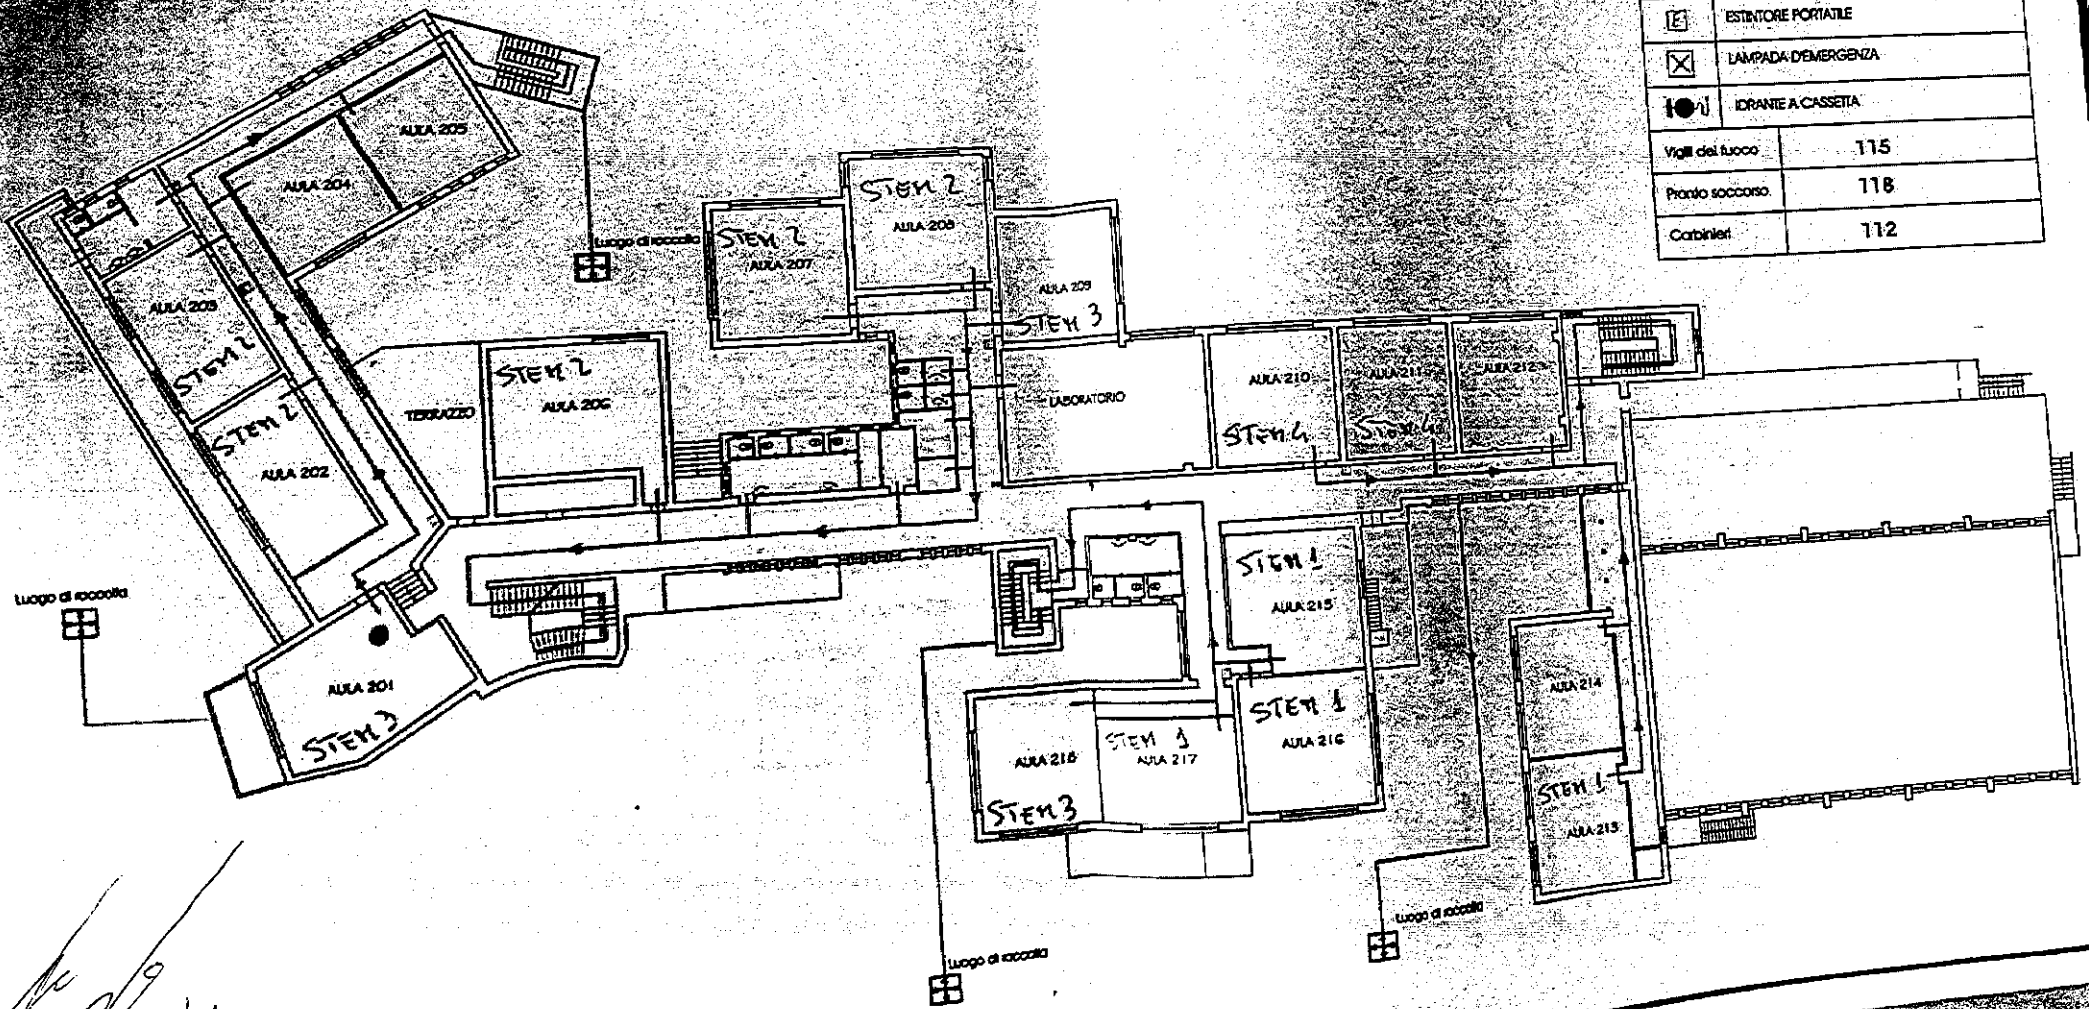 E ESTINTORE PORTATILE
LAMPADA D'EMERGENZA
IDRANTE A CASSETTA
Vigili del fuoco 115
Pronto soccorso 118
Carbinieri 112
AULA 205
AULA 204
Luogo di raccolta
STEM 2
AULA 208
STEM 2
AULA 207
AULA 209
STEM 3
AULA 203
STEM 2
STEM 2
AULA 202
TERRAZZO
STEM 2
AULA 206
LABORATORIO
AULA 210
STEM 4
AULA 211
STEM 4
AULA 212
Luogo di raccolta
AULA 201
STEM 3
STEM 1
AULA 215
STEM 1
AULA 216
STEM 1
AULA 217
AULA 218
STEM 3
AULA 214
STEM 1
AULA 213
Luogo di raccolta
Luogo di raccolta